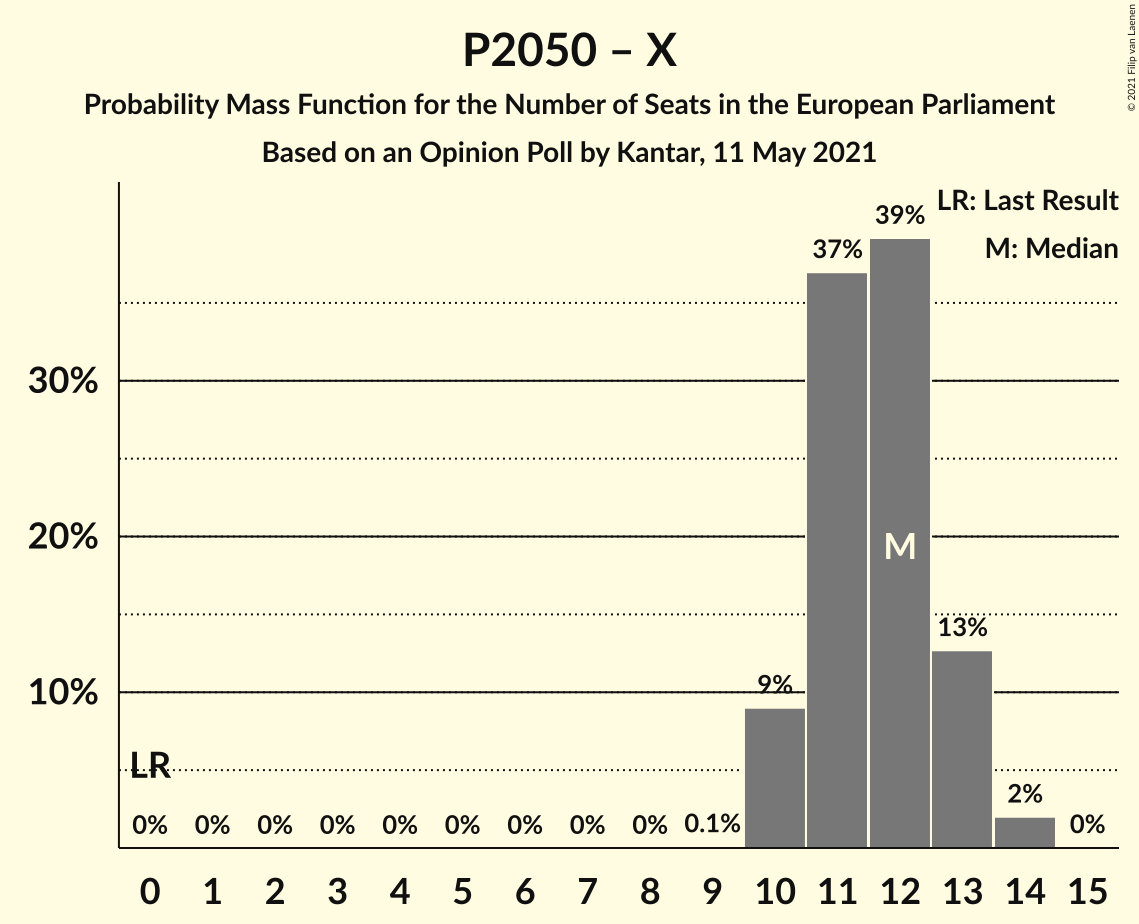 P2050 – X
Probability Mass Function for the Number of Seats in the European Parliament
Based on an Opinion Poll by Kantar, 11 May 2021
© 2021 Filip van Laenen
LR: Last Result
M: Median
39%
37%
30%
20%
M
13%
10%
9%
LR
2%
0% 0% 0% 0% 0% 0% 0% 0% 0% 0.1% 0%
0 1 2 3 4 5 6 7 8 9 10 11 12 13 14 15